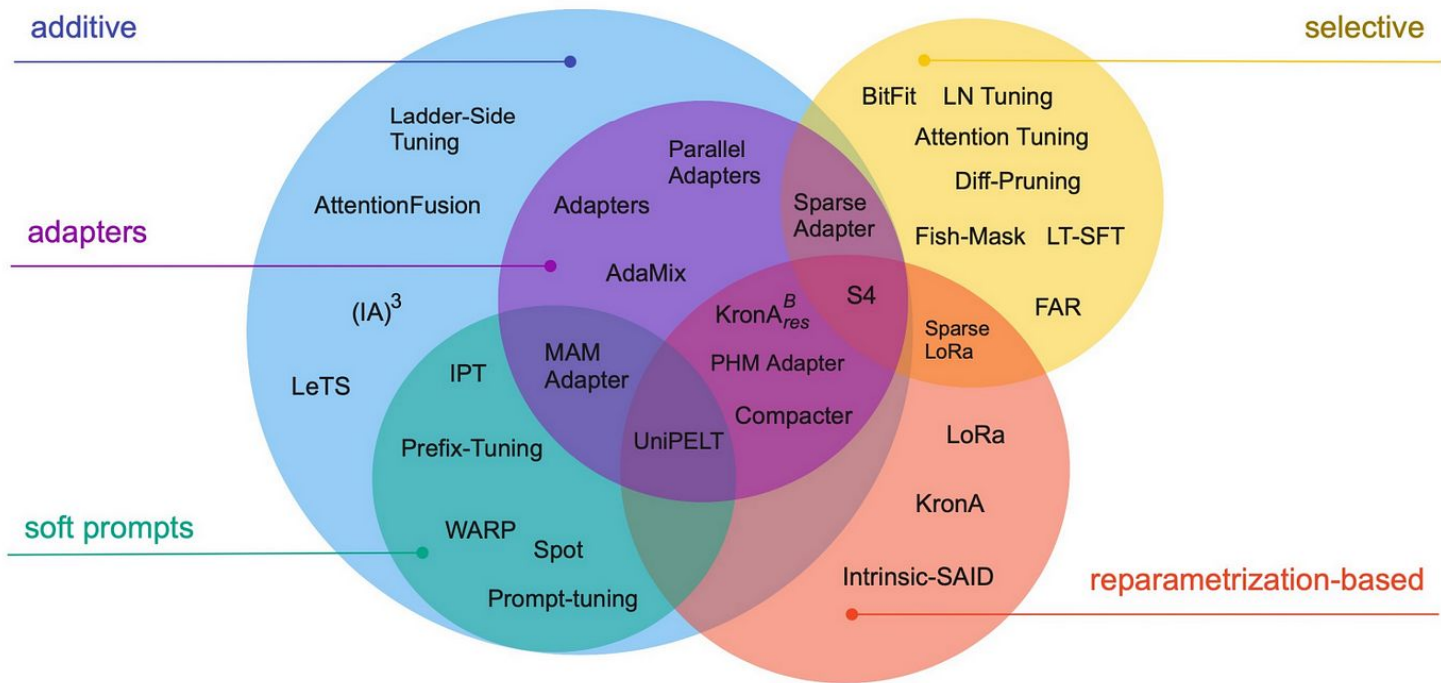 additive
selective
BitFit LN Tuning
Ladder-Side
Tuning
Attention Tuning
Parallel
Adapters
Diff-Pruning
AttentionFusion
Adapters
Sparse
Adapter
adapters
Fish-Mask LT-SFT
AdaMix
(IA)³
KronA^B_res
S4
FAR
Sparse
LoRa
MAM
Adapter
IPT
PHM Adapter
LeTS
Compacter
UniPELT
LoRa
Prefix-Tuning
KronA
soft prompts
WARP
Spot
Intrinsic-SAID
reparametrization-based
Prompt-tuning